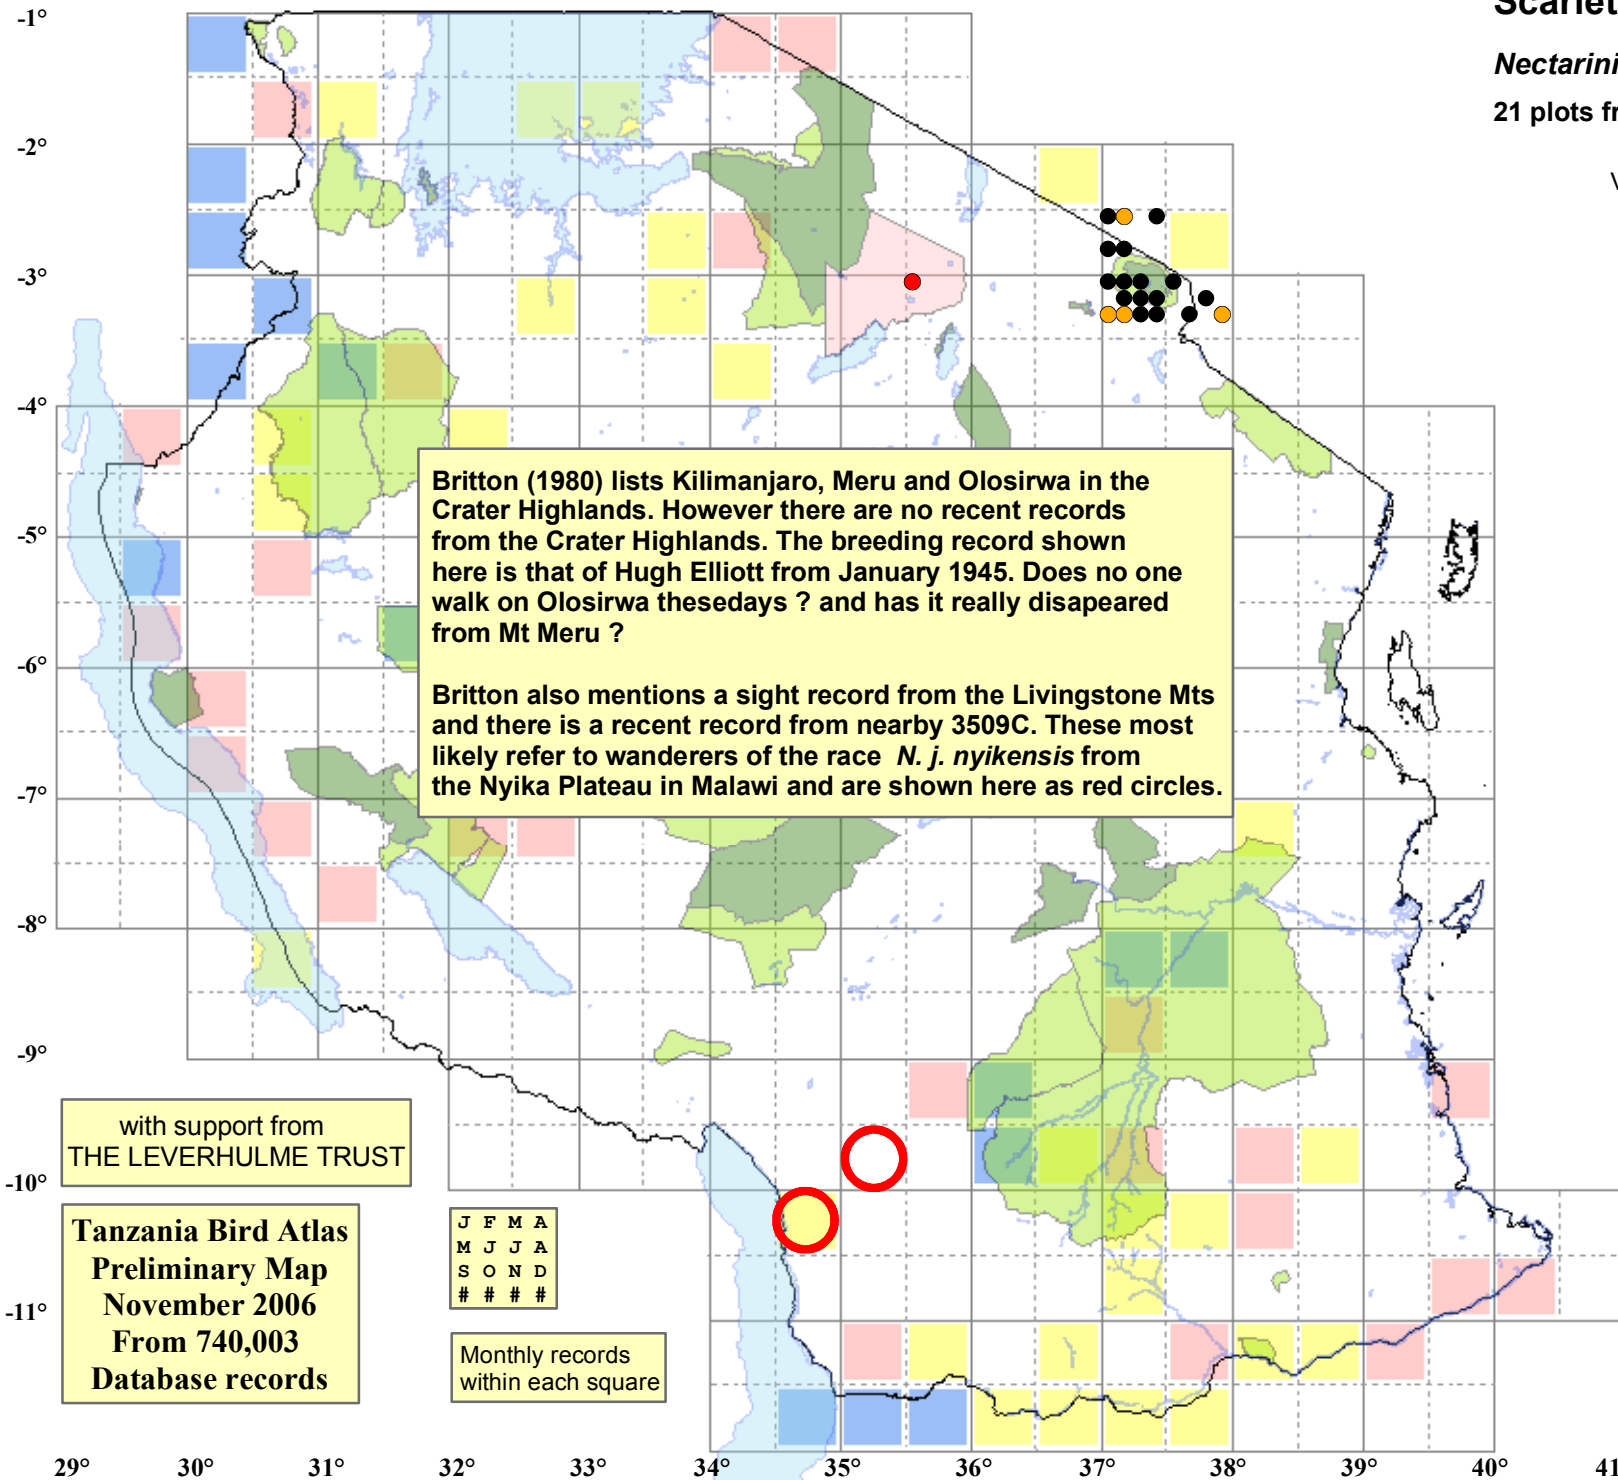 Scarlet
Nectarini
21 plots fr
-1°
-2°
-3°
-4°
-5°
-6°
-7°
-8°
-9°
-10°
-11°
Britton (1980) lists Kilimanjaro, Meru and Olosirwa in the
Crater Highlands. However there are no recent records
from the Crater Highlands. The breeding record shown
here is that of Hugh Elliott from January 1945. Does no one
walk on Olosirwa thesedays ? and has it really disapeared
from Mt Meru ?
Britton also mentions a sight record from the Livingstone Mts
and there is a recent record from nearby 3509C. These most
likely refer to wanderers of the race N. j. nyikensis from
the Nyika Plateau in Malawi and are shown here as red circles.
with support from
THE LEVERHULME TRUST
Tanzania Bird Atlas
Preliminary Map
November 2006
From 740,003
Database records
J F M A
M J J A
S O N D
# # # #
Monthly records
within each square
29° 30° 31° 32° 33° 34° 35° 36° 37° 38° 39° 40° 41